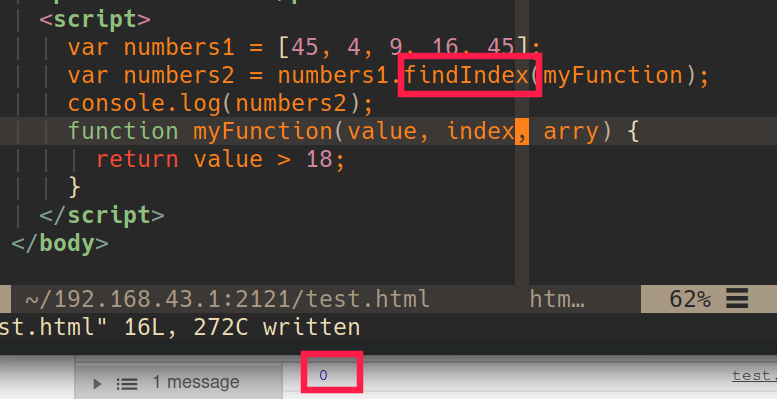 <script>
var numbers1 = [45, 4, 9, 16, 45];
var numbers2 = numbers1.findIndex(myFunction);
console.log(numbers2);
function myFunction(value, index, arry) {
return value > 18;
}
</script>
</body>
~/192.168.43.1:2121/test.html htm… 62% ☰
st.html" 16L, 272C written
1 message 0 test.